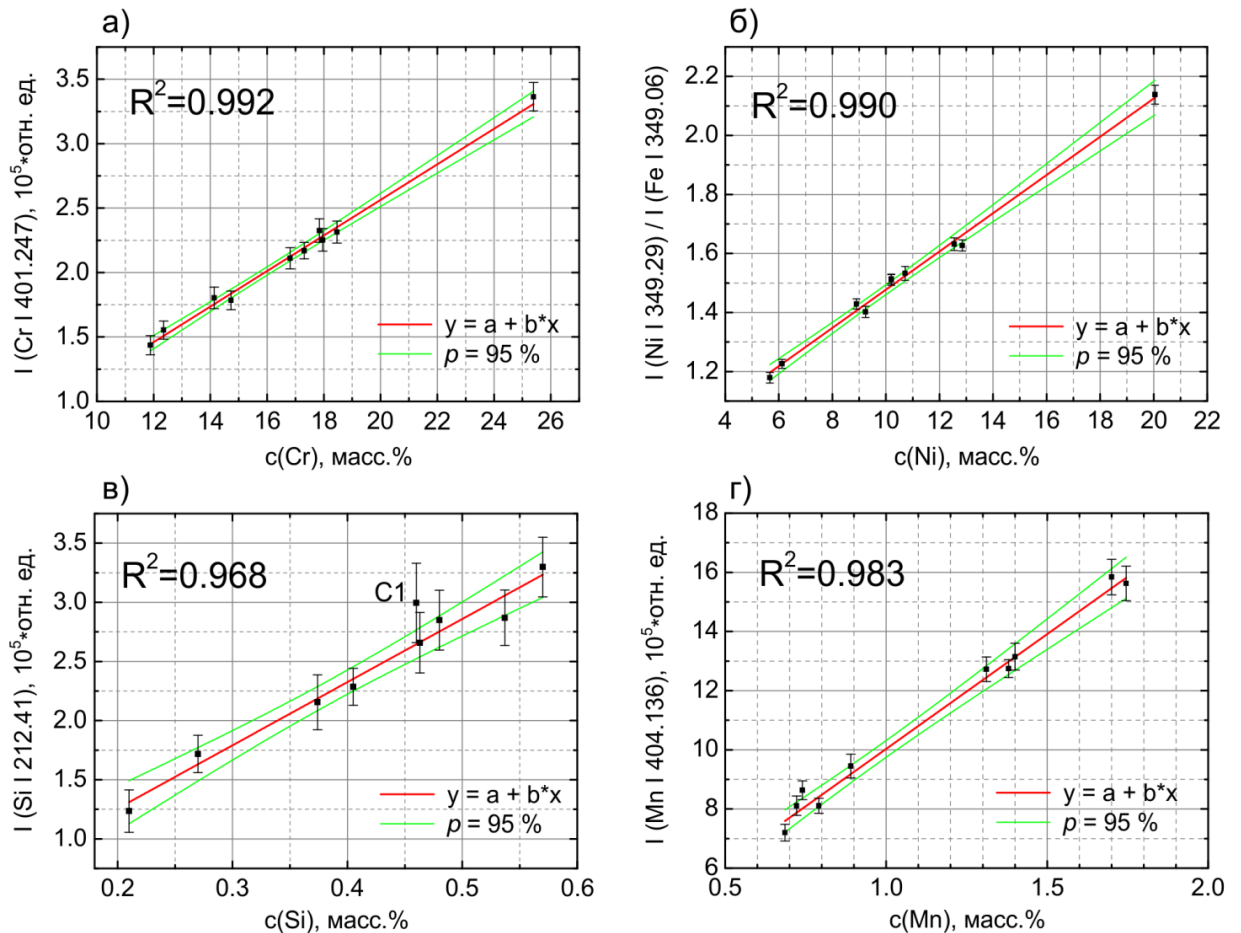 а)
I (Cr I 401.247), 10⁵*отн. ед.
3.5
3.0
2.5
2.0
1.5
1.0
R²=0.992
y = a + b*x
p = 95 %
10 12 14 16 18 20 22 24 26
c(Cr), масс.%
б)
I (Ni I 349.29) / I (Fe I 349.06)
2.2
2.0
1.8
1.6
1.4
1.2
R²=0.990
y = a + b*x
p = 95 %
4 6 8 10 12 14 16 18 20 22
c(Ni), масс.%
в)
I (Si I 212.41), 10⁵*отн. ед.
3.5
3.0
2.5
2.0
1.5
1.0
R²=0.968
C1
y = a + b*x
p = 95 %
0.2 0.3 0.4 0.5 0.6
c(Si), масс.%
г)
I (Mn I 404.136), 10⁵*отн. ед.
18
16
14
12
10
8
6
R²=0.983
y = a + b*x
p = 95 %
0.5 1.0 1.5 2.0
c(Mn), масс.%